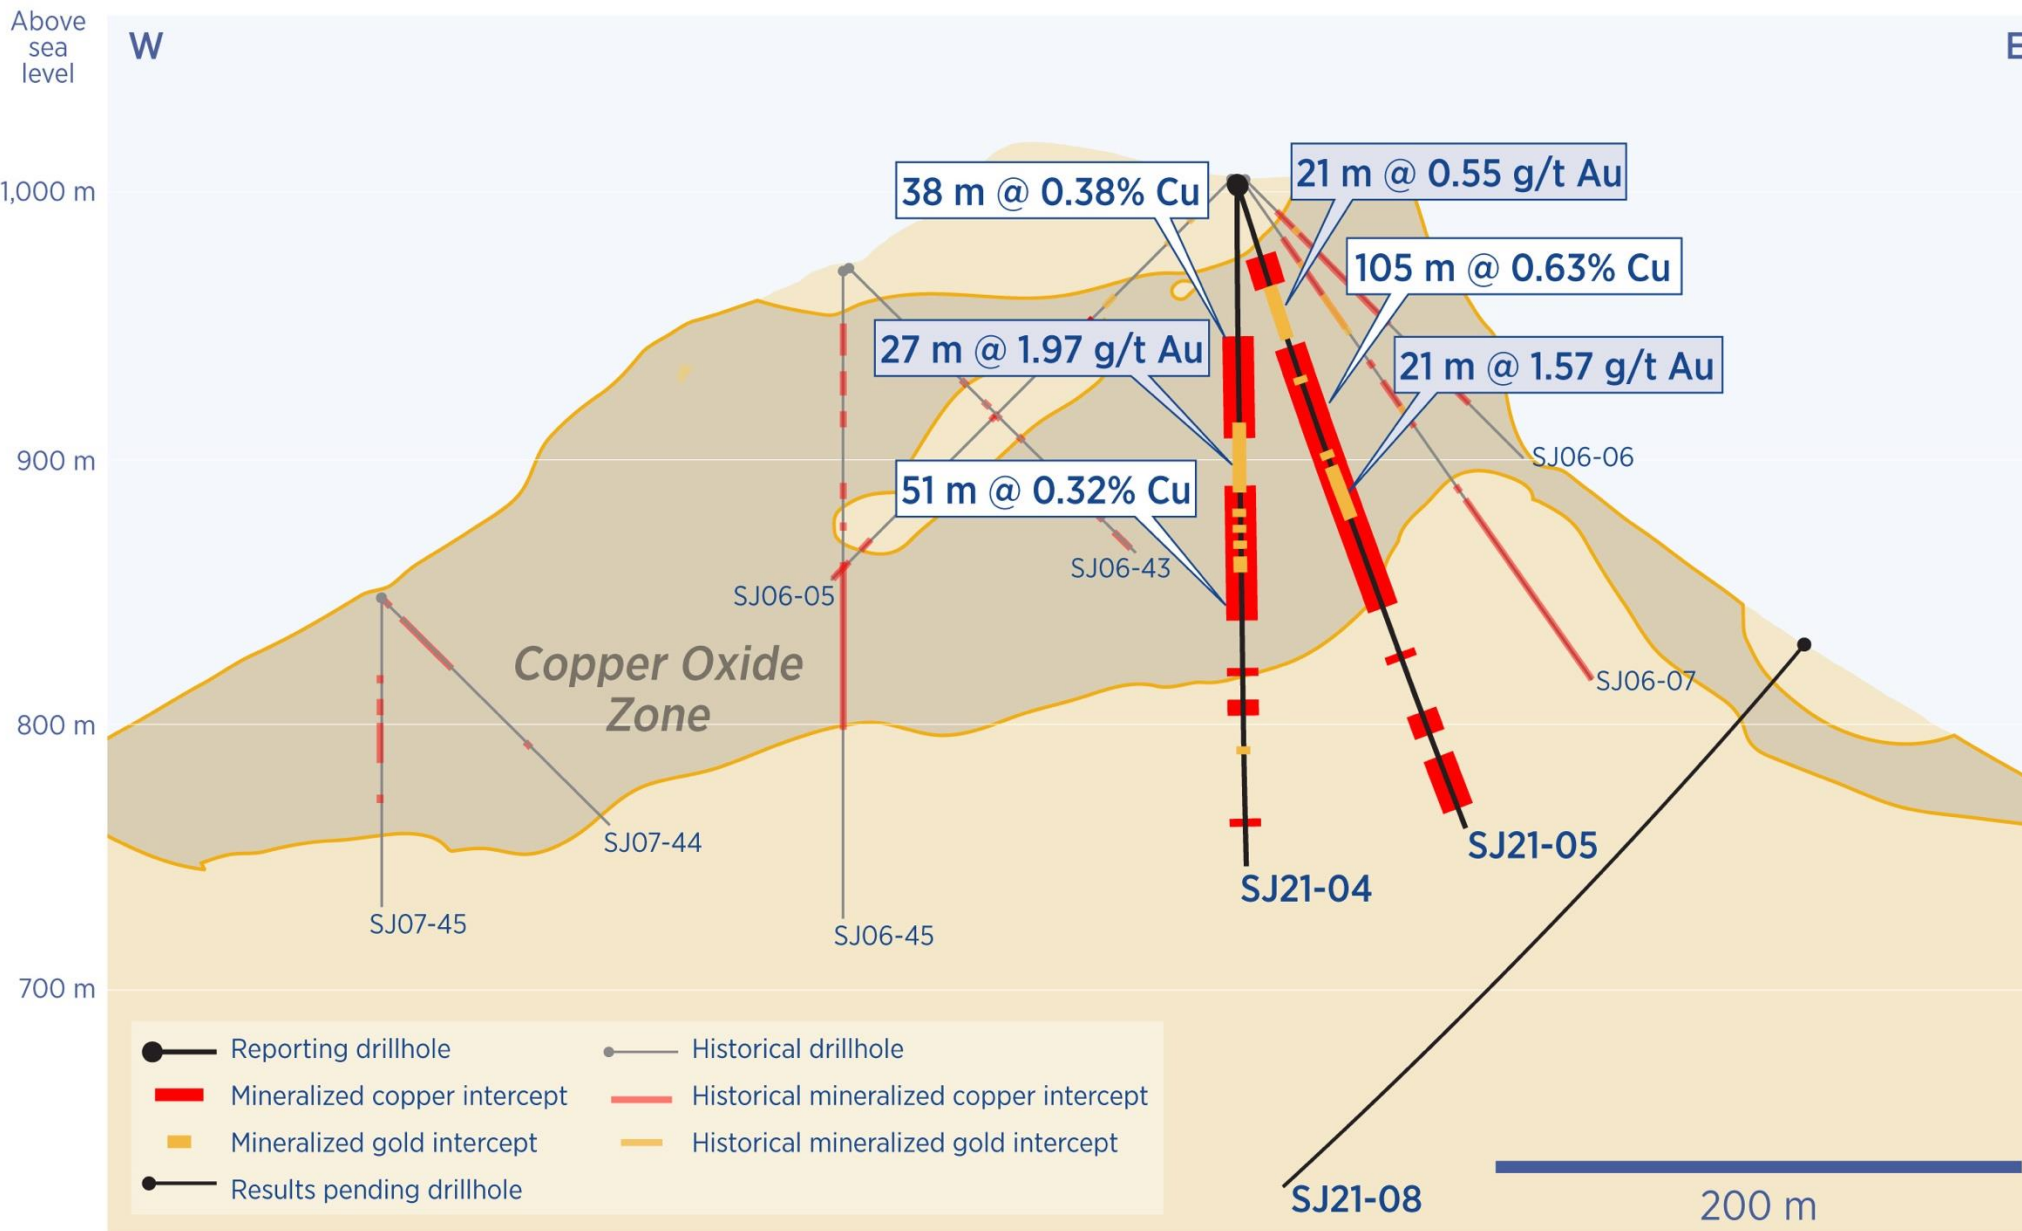 Above
sea
level
W
E
1,000 m
900 m
800 m
700 m
38 m @ 0.38% Cu
21 m @ 0.55 g/t Au
105 m @ 0.63% Cu
27 m @ 1.97 g/t Au
21 m @ 1.57 g/t Au
51 m @ 0.32% Cu
SJ06-06
SJ06-43
SJ06-05
Copper Oxide
Zone
SJ06-07
SJ07-44
SJ21-05
SJ21-04
SJ07-45
SJ06-45
SJ21-08
Reporting drillhole
Mineralized copper intercept
Mineralized gold intercept
Results pending drillhole
Historical drillhole
Historical mineralized copper intercept
Historical mineralized gold intercept
200 m